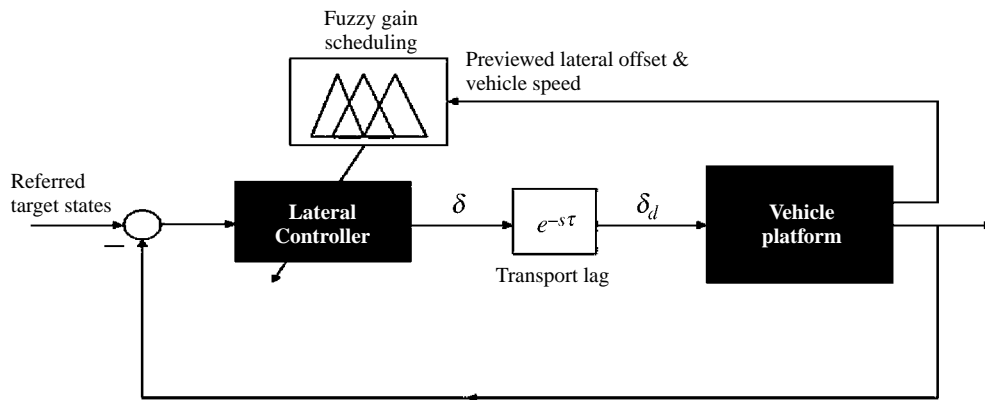 Fuzzy gain
scheduling
Previewed lateral offset &
vehicle speed
Referred
target states
−
Lateral
Controller
δ
e^{−sτ}
δ_d
Vehicle
platform
Transport lag